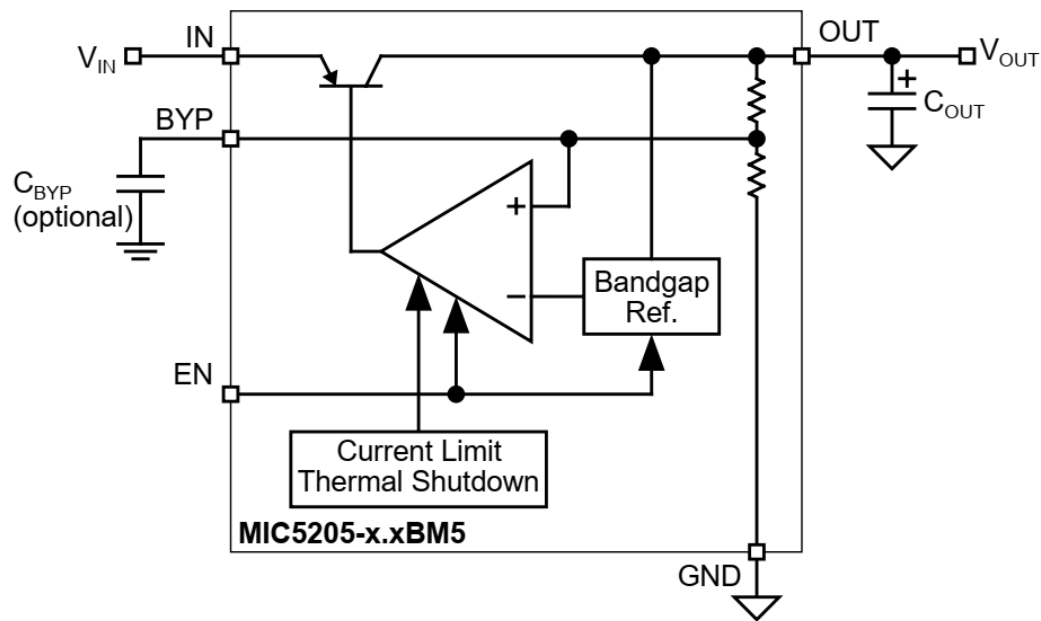 IN
OUT
V_IN
V_OUT
+
C_OUT
BYP
C_BYP
(optional)
+
−
Bandgap
Ref.
EN
Current Limit
Thermal Shutdown
MIC5205-x.xBM5
GND